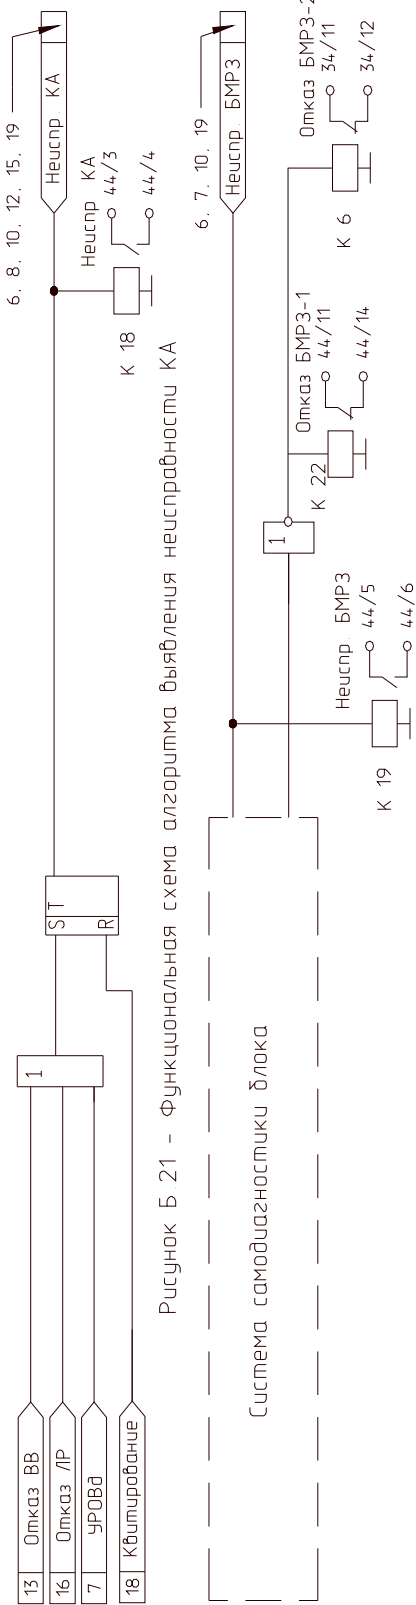 13 Отказ ВВ
16 Отказ ЛР
7 УРОВд
18 Квитирование
1
S T
R
Неиспр КА
6, 8, 10, 12, 15, 19
К 18
Неиспр КА
44/3
44/4
Рисунок Б.21 - Функциональная схема алгоритма выявления неисправности КА
Система самодиагностики блока
Неиспр. БМРЗ
6, 7, 10, 19
К 19
Неиспр. БМРЗ
44/5
44/6
1
К 22
Отказ БМРЗ-1
44/11
44/14
К 6
Отказ БМРЗ-2
34/11
34/12